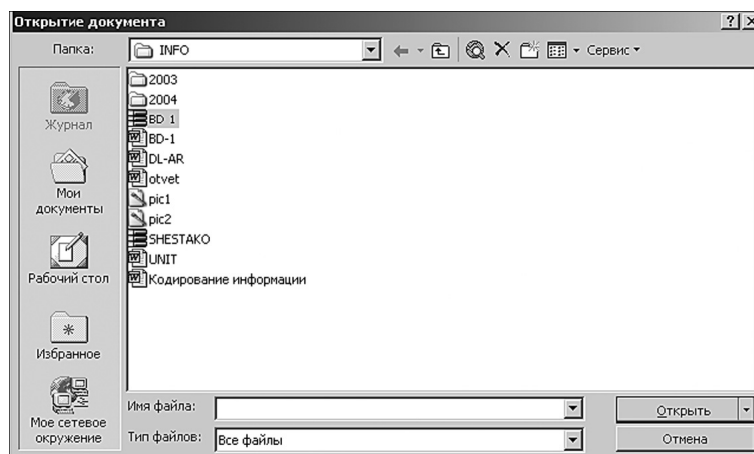 Открытие документа
Папка: INFO
Сервис
Журнал
Мои документы
Рабочий стол
Избранное
Мое сетевое окружение
2003
2004
BD 1
BD-1
DL-AR
otvet
pic1
pic2
SHESTAKO
UNIT
Кодирование информации
Имя файла:
Открыть
Тип файлов: Все файлы
Отмена